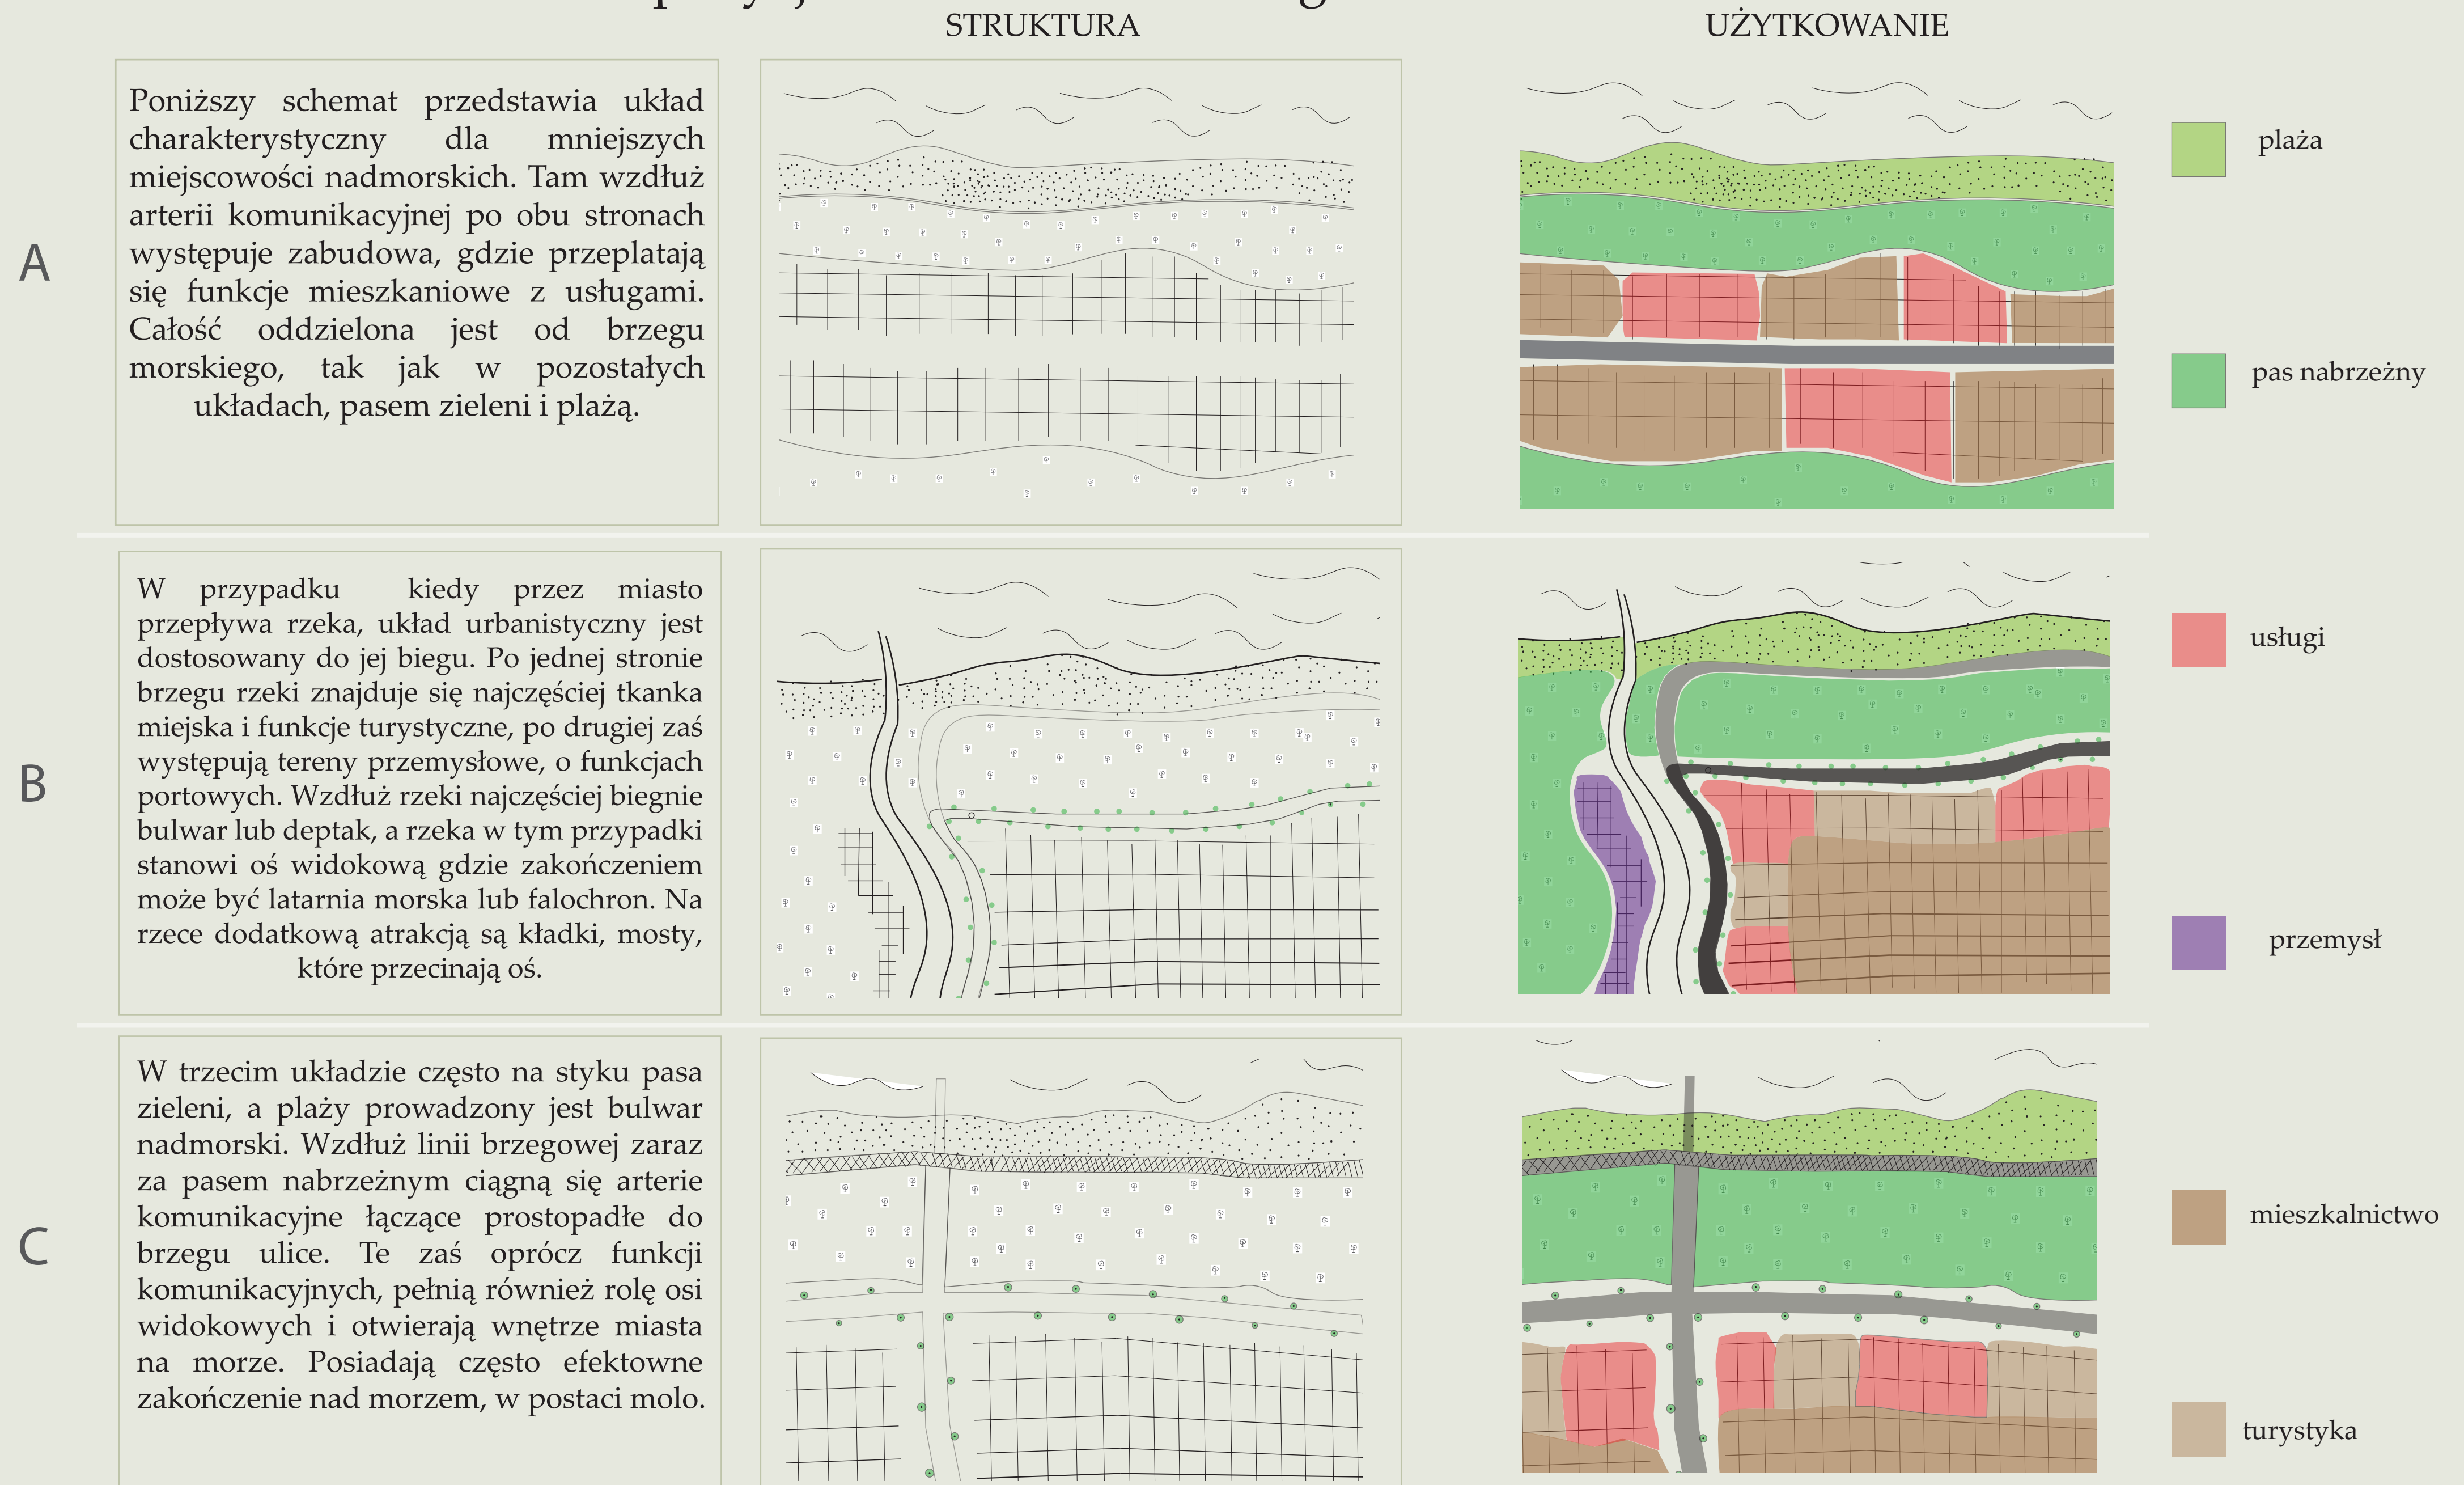 STRUKTURA
UŻYTKOWANIE
A
Poniższy schemat przedstawia układ
charakterystyczny dla mniejszych
miejscowości nadmorskich. Tam wzdłuż
arterii komunikacyjnej po obu stronach
występuje zabudowa, gdzie przeplatają
się funkcje mieszkaniowe z usługami.
Całość oddzielona jest od brzegu
morskiego, tak jak w pozostałych
układach, pasem zieleni i plażą.
B
W przypadku kiedy przez miasto
przepływa rzeka, układ urbanistyczny jest
dostosowany do jej biegu. Po jednej stronie
brzegu rzeki znajduje się najczęściej tkanka
miejska i funkcje turystyczne, po drugiej zaś
występują tereny przemysłowe, o funkcjach
portowych. Wzdłuż rzeki najczęściej biegnie
bulwar lub deptak, a rzeka w tym przypadki
stanowi oś widokową gdzie zakończeniem
może być latarnia morska lub falochron. Na
rzece dodatkową atrakcją są kładki, mosty,
które przecinają oś.
C
W trzecim układzie często na styku pasa
zieleni, a plaży prowadzony jest bulwar
nadmorski. Wzdłuż linii brzegowej zaraz
za pasem nabrzeżnym ciągną się arterie
komunikacyjne łączące prostopadłe do
brzegu ulice. Te zaś oprócz funkcji
komunikacyjnych, pełnią również rolę osi
widokowych i otwierają wnętrze miasta
na morze. Posiadają często efektowne
zakończenie nad morzem, w postaci molo.
plaża
pas nabrzeżny
usługi
przemysł
mieszkalnictwo
turystyka